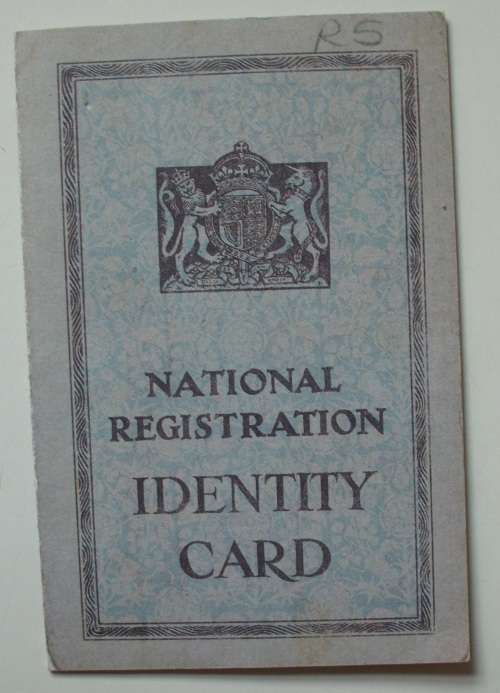 RS
NATIONAL
REGISTRATION
IDENTITY
CARD